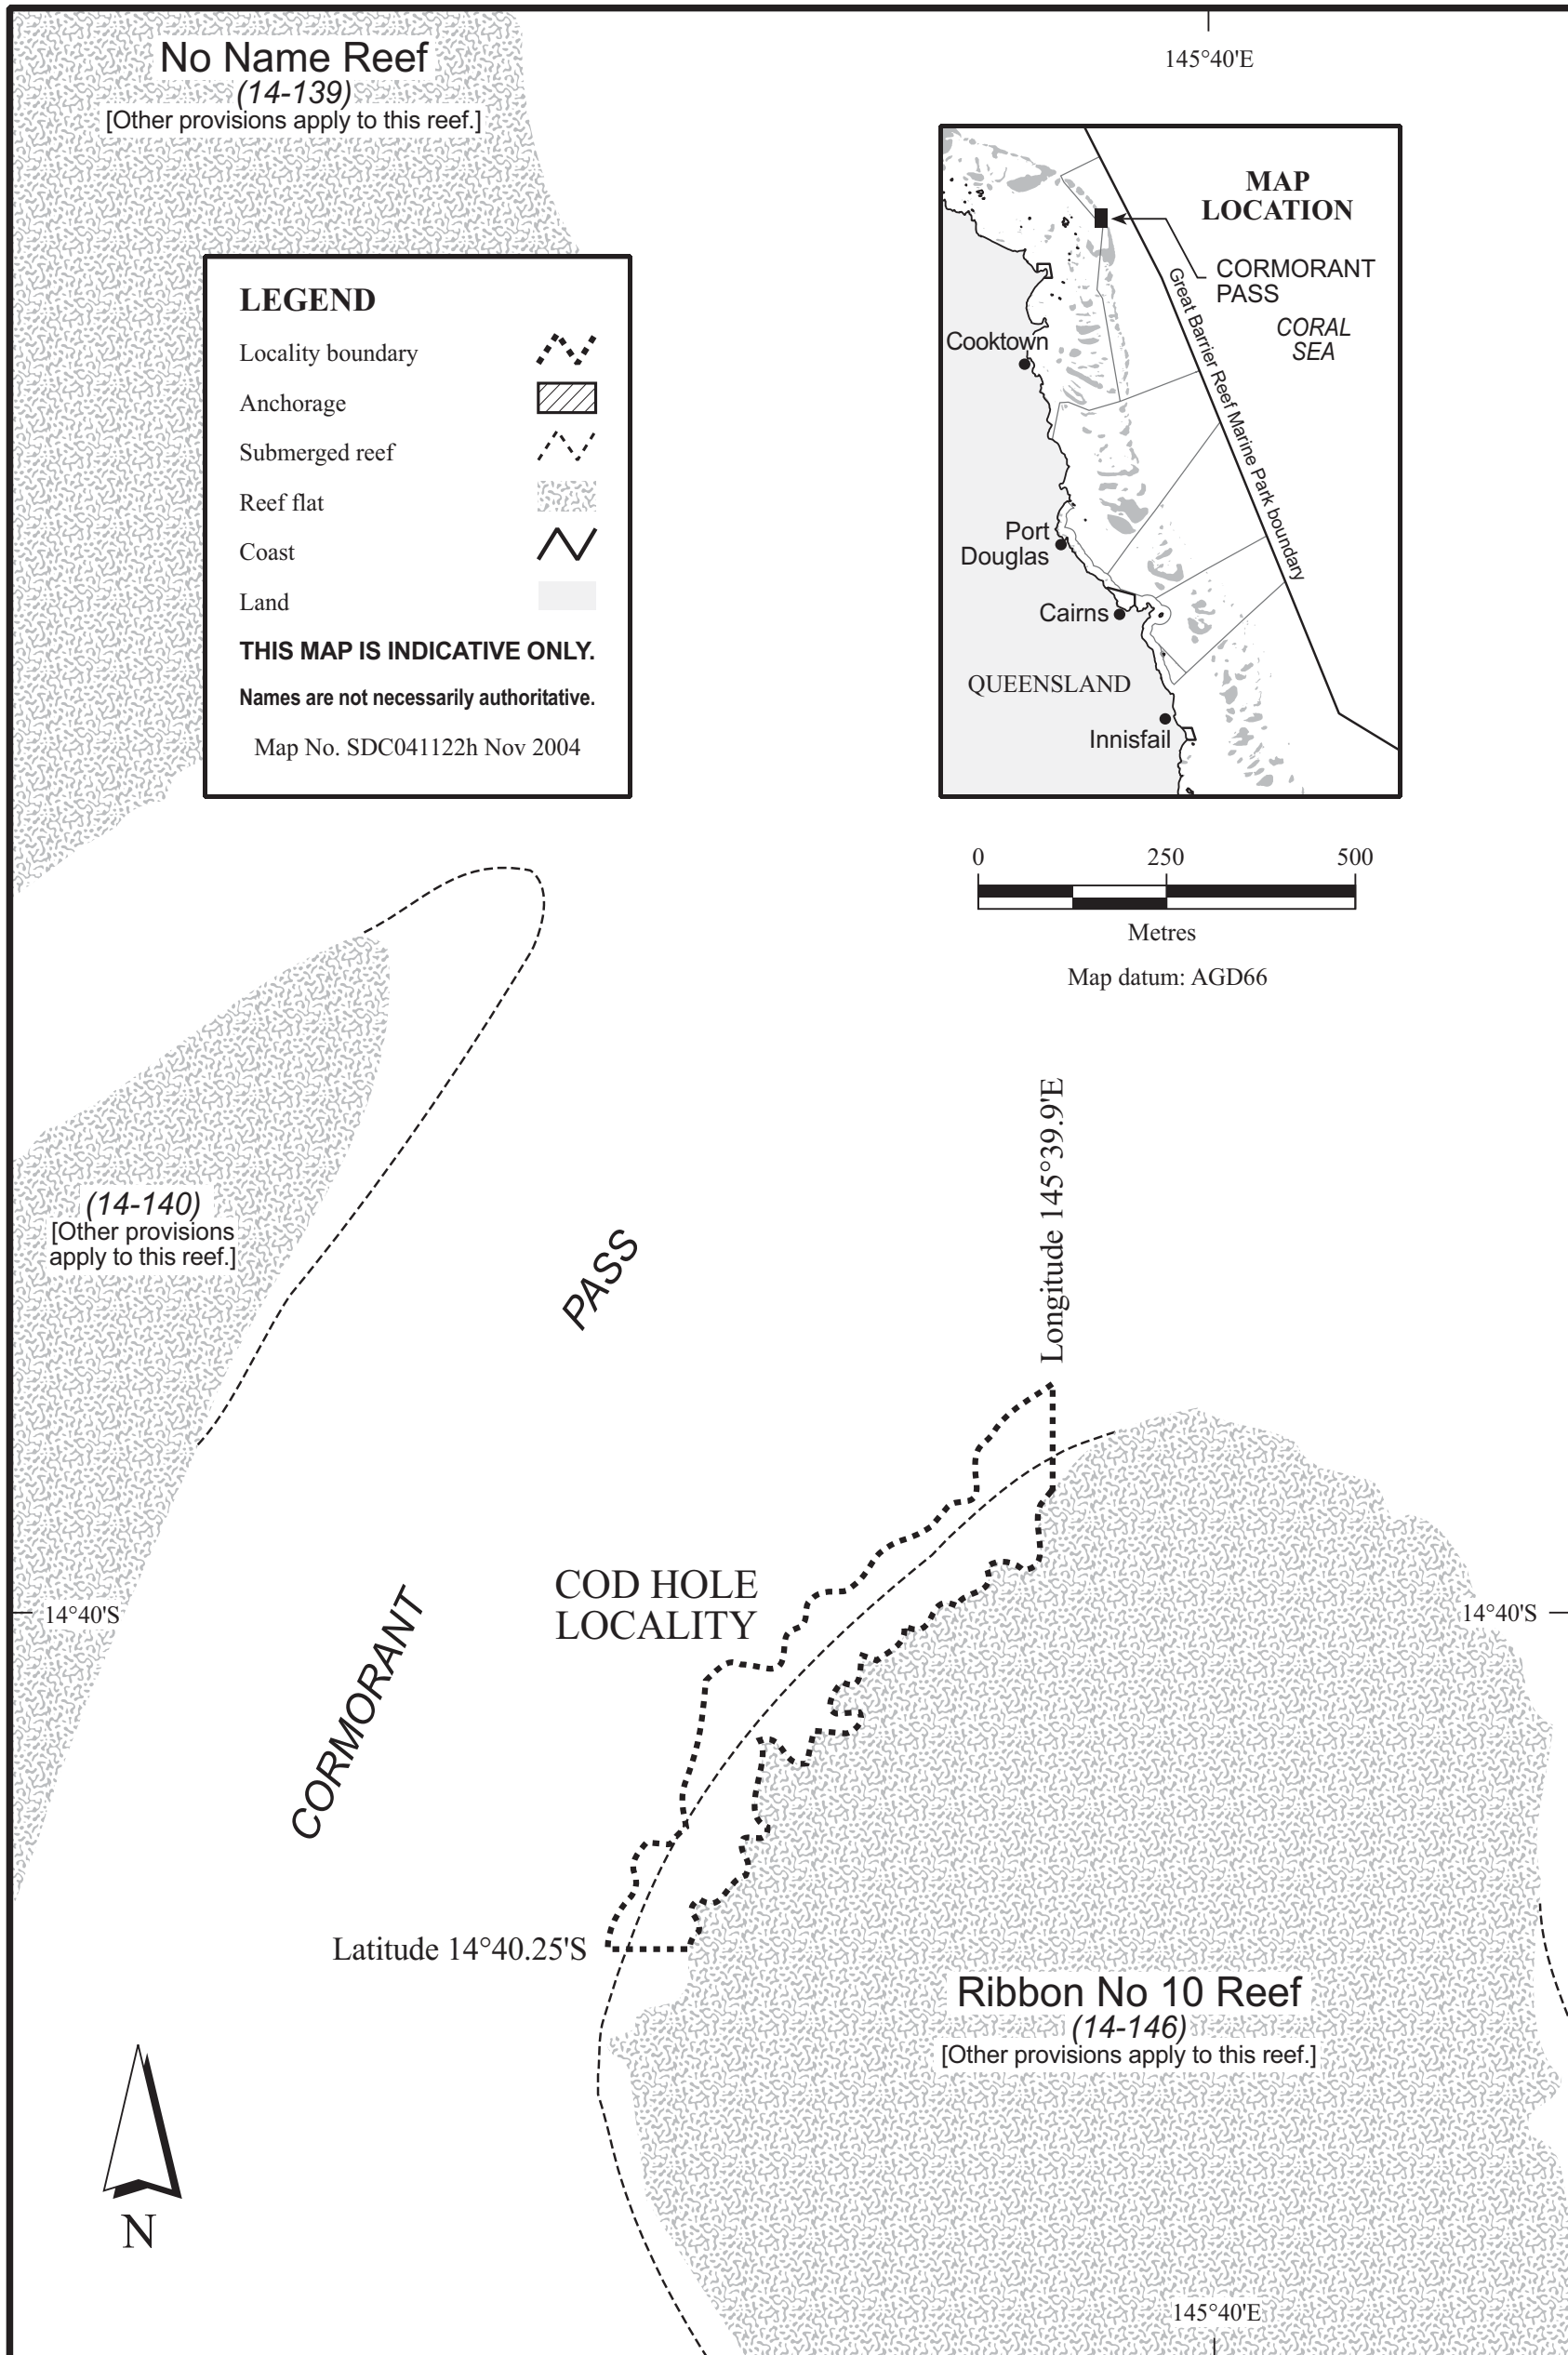 No Name Reef
(14-139)
[Other provisions apply to this reef.]
145°40'E
LEGEND
Locality boundary
Anchorage
Submerged reef
Reef flat
Coast
Land
THIS MAP IS INDICATIVE ONLY.
Names are not necessarily authoritative.
Map No. SDC041122h Nov 2004
MAP
LOCATION
CORMORANT
PASS
CORAL
SEA
Great Barrier Reef Marine Park boundary
Cooktown
Port
Douglas
Cairns
QUEENSLAND
Innisfail
0 250 500
Metres
Map datum: AGD66
Longitude 145°39.9'E
(14-140)
[Other provisions
apply to this reef.]
PASS
COD HOLE
LOCALITY
14°40'S
14°40'S
CORMORANT
Latitude 14°40.25'S
Ribbon No 10 Reef
(14-146)
[Other provisions apply to this reef.]
N
145°40'E